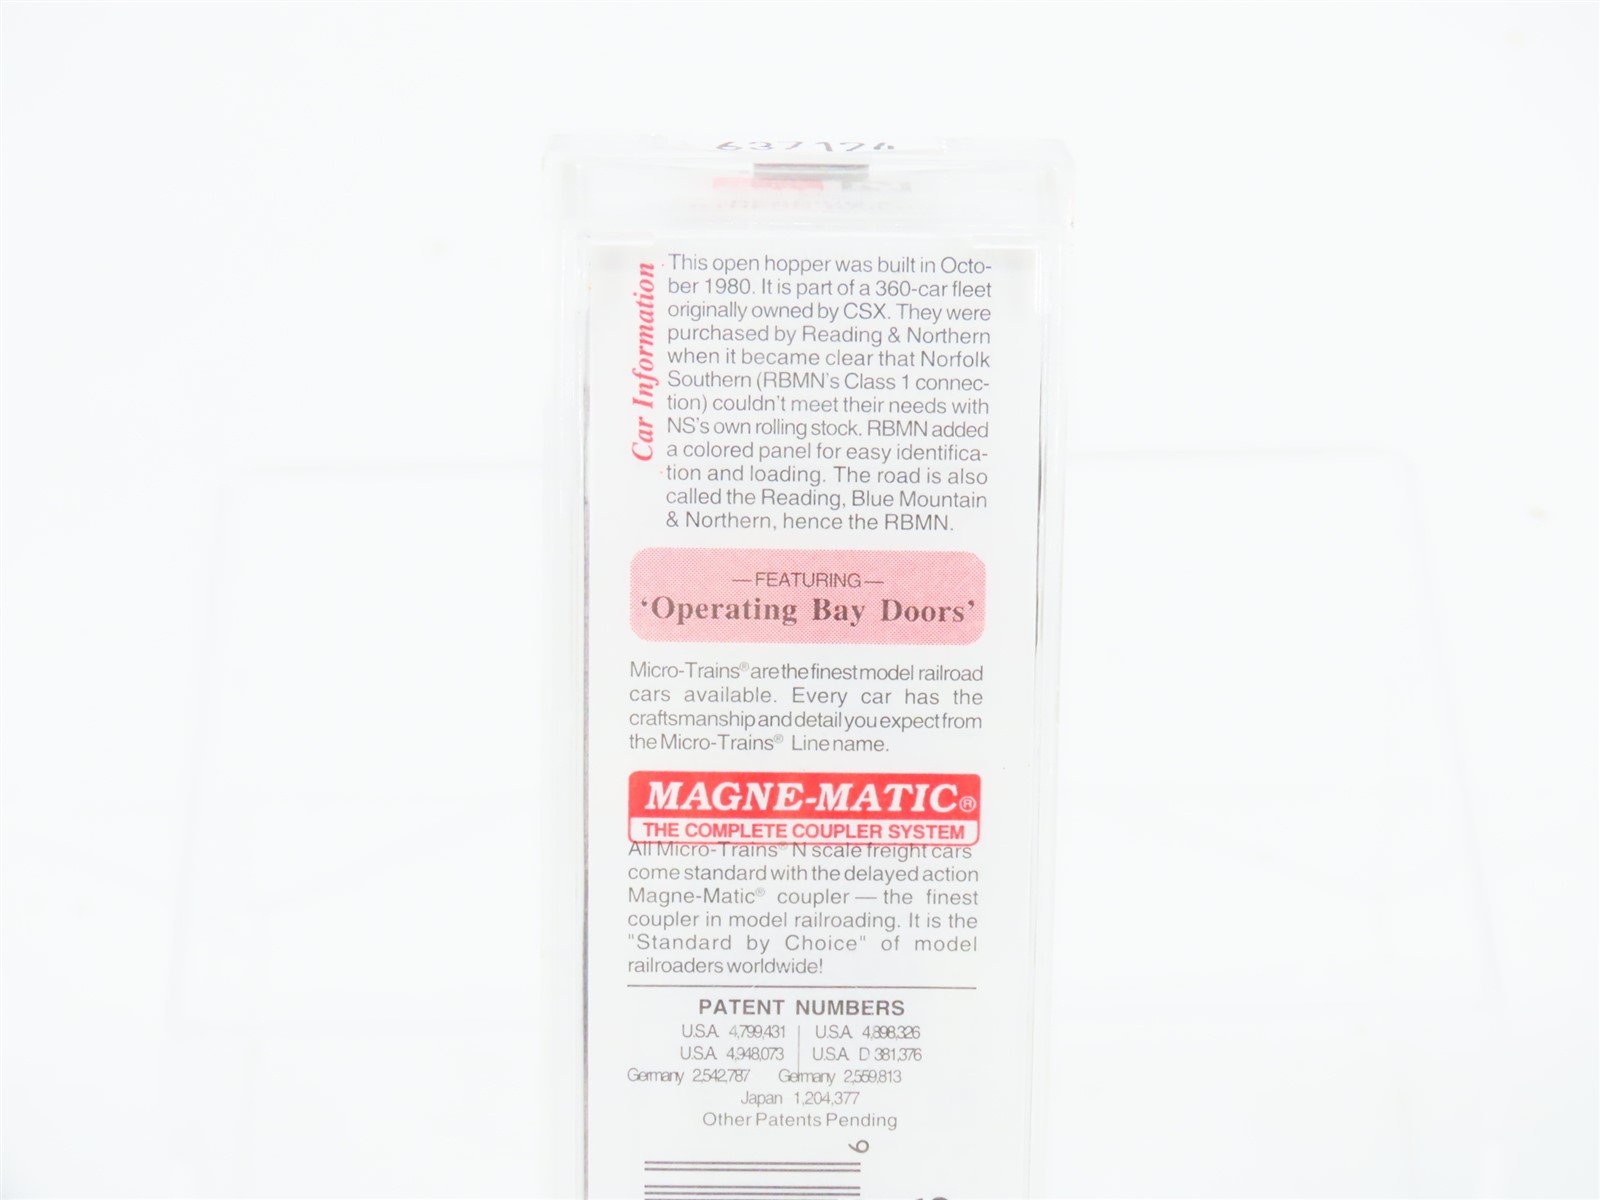 This open hopper was built in Octo-
ber 1980. It is part of a 360-car fleet
originally owned by CSX. They were
purchased by Reading & Northern
when it became clear that Norfolk
Southern (RBMN's Class 1 connec-
tion) couldn't meet their needs with
NS's own rolling stock. RBMN added
a colored panel for easy identifica-
tion and loading. The road is also
called the Reading, Blue Mountain
& Northern, hence the RBMN.
Car Information
—FEATURING—
'Operating Bay Doors'
Micro-Trains® are the finest model railroad
cars available. Every car has the
craftsmanship and detail you expect from
the Micro-Trains® Line name.
MAGNE-MATIC®
THE COMPLETE COUPLER SYSTEM
All Micro-Trains® N scale freight cars
come standard with the delayed action
Magne-Matic® coupler — the finest
coupler in model railroading. It is the
"Standard by Choice" of model
railroaders worldwide!
PATENT NUMBERS
U.S.A. 4,799,431 | U.S.A. 4,898,326
U.S.A. 4,948,073 | U.S.A. D 381,376
Germany 2,542,787 Germany 2,559,813
Japan 1,204,377
Other Patents Pending
6